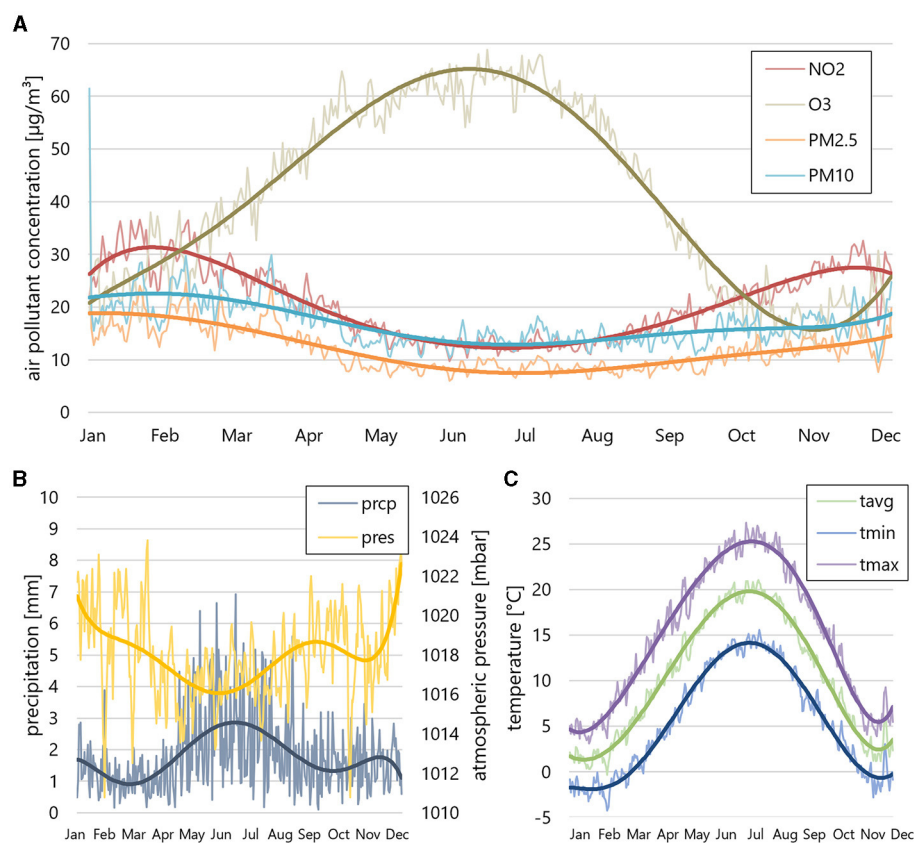 A
air pollutant concentration [µg/m³]
70
60
50
40
30
20
10
0
NO2
O3
PM2.5
PM10
Jan Feb Mar Apr May Jun Jul Aug Sep Oct Nov Dec
B
precipitation [mm]
10
9
8
7
6
5
4
3
2
1
0
prcp
pres
1026
1024
1022
1020
1018
1016
1014
1012
1010
atmospheric pressure [mbar]
Jan Feb Mar Apr May Jun Jul Aug Sep Oct Nov Dec
C
temperature [°C]
30
25
20
15
10
5
0
-5
tavg
tmin
tmax
Jan Feb Mar Apr May Jun Jul Aug Sep Oct Nov Dec